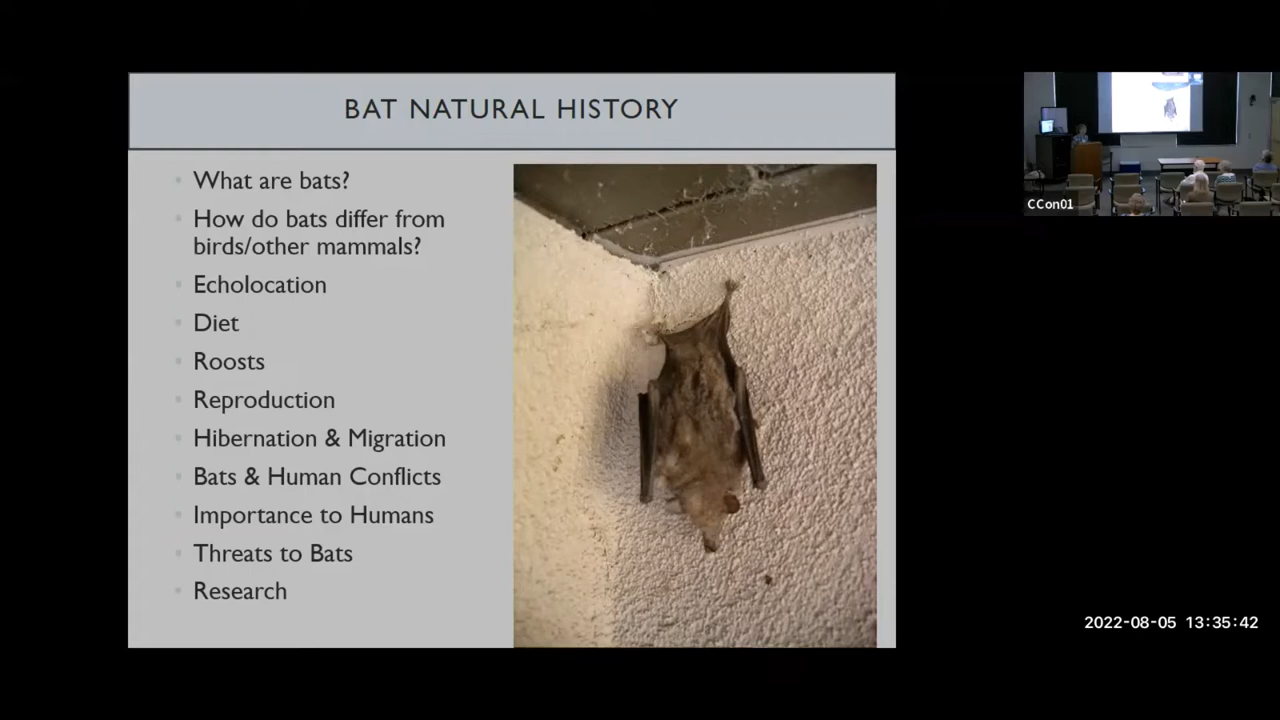 BAT NATURAL HISTORY
What are bats?
How do bats differ from
birds/other mammals?
Echolocation
Diet
Roosts
Reproduction
Hibernation & Migration
Bats & Human Conflicts
Importance to Humans
Threats to Bats
Research
CCon01
2022-08-05 13:35:42